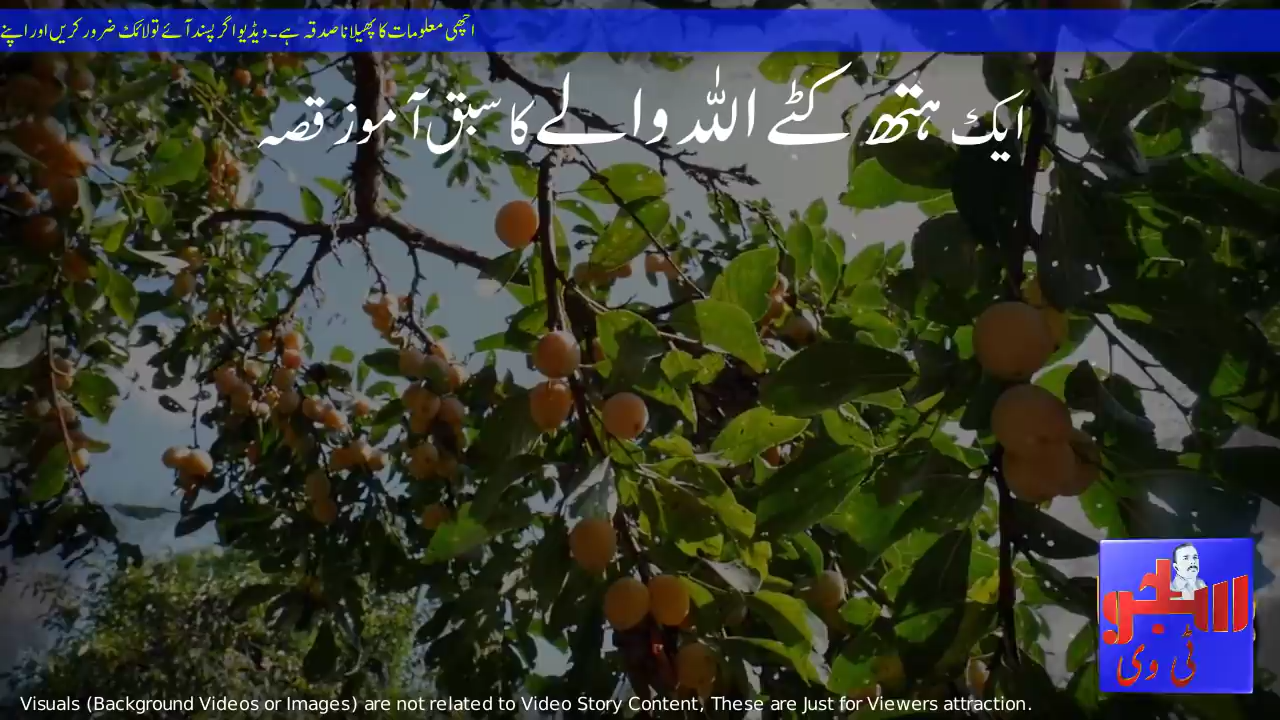 اچھی معلومات کا پھیلانا صدقہ ہے۔ ویڈیو اگر پسند آئے تو لائک ضرور کریں اور اپنے
ایک ہتھ کٹے اللہ والے کا سبق آموز قصہ
ٹی وی
Visuals (Background Videos or Images) are not related to Video Story Content, These are Just for Viewers attraction.